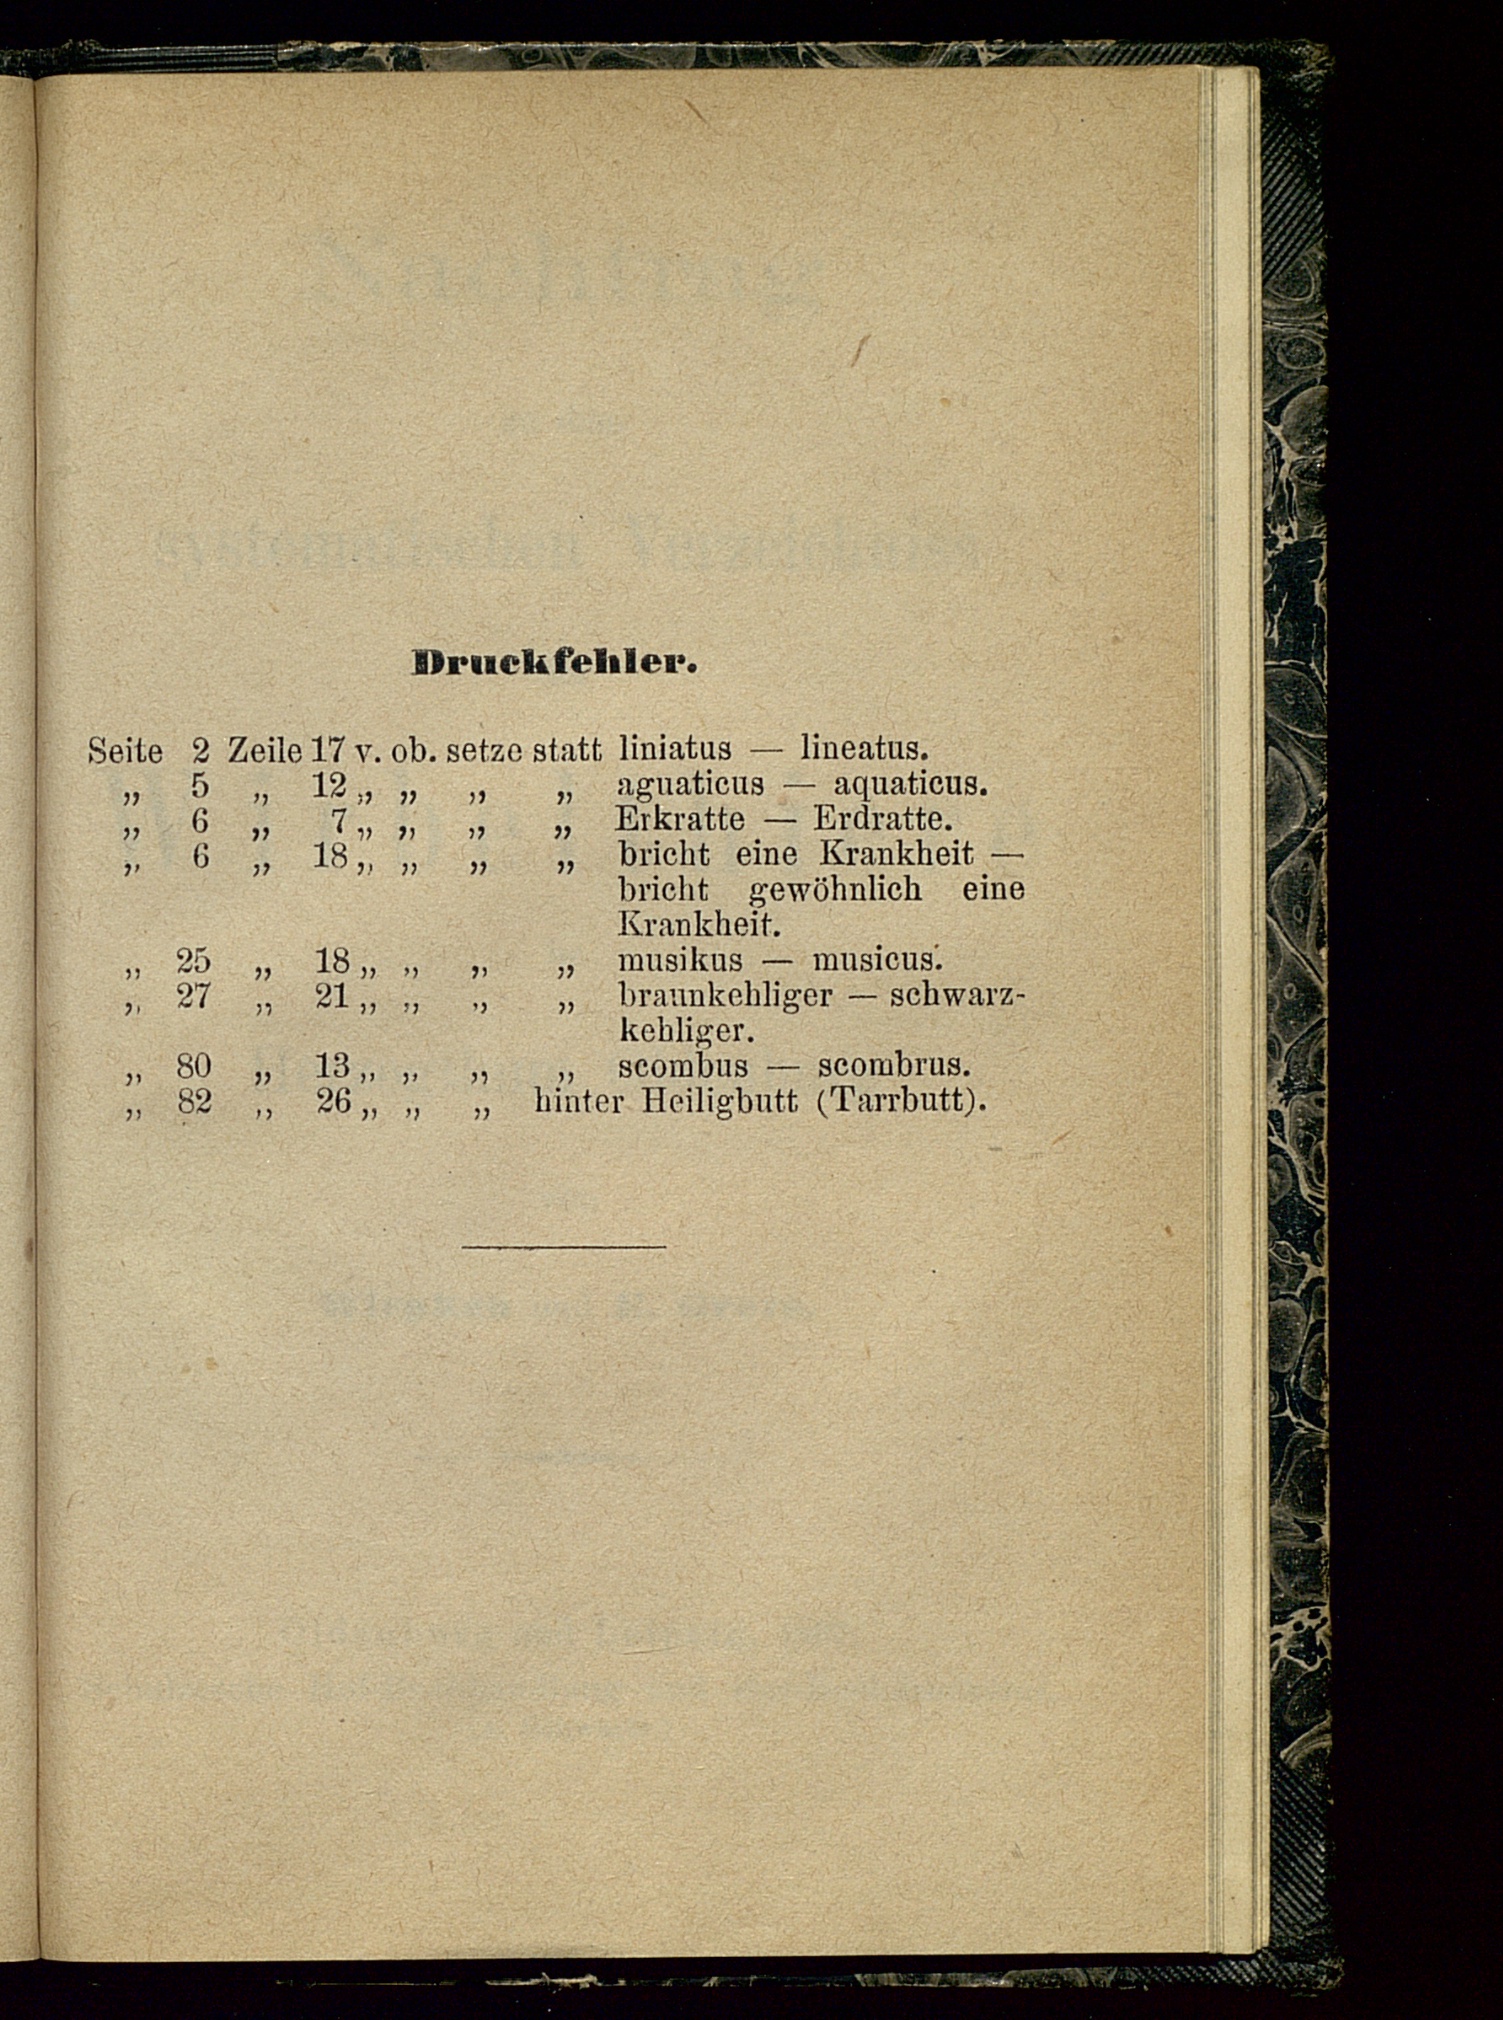 Druckfehler.
Seite 2 Zeile 17 v. ob. setze statt liniatus — lineatus.
„ 5 „ 12 „ „ „ „ aguaticus — aquaticus.
„ 6 „ 7 „ „ „ „ Erkratte — Erdratte.
„ 6 „ 18 „ „ „ „ bricht eine Krankheit —
bricht gewöhnlich eine
Krankheit.
„ 25 „ 18 „ „ „ „ musikus — musicus.
„ 27 „ 21 „ „ „ „ braunkehliger — schwarz-
kehliger.
„ 80 „ 13 „ „ „ „ scombus — scombrus.
„ 82 „ 26 „ „ „ hinter Heiligbutt (Tarrbutt).